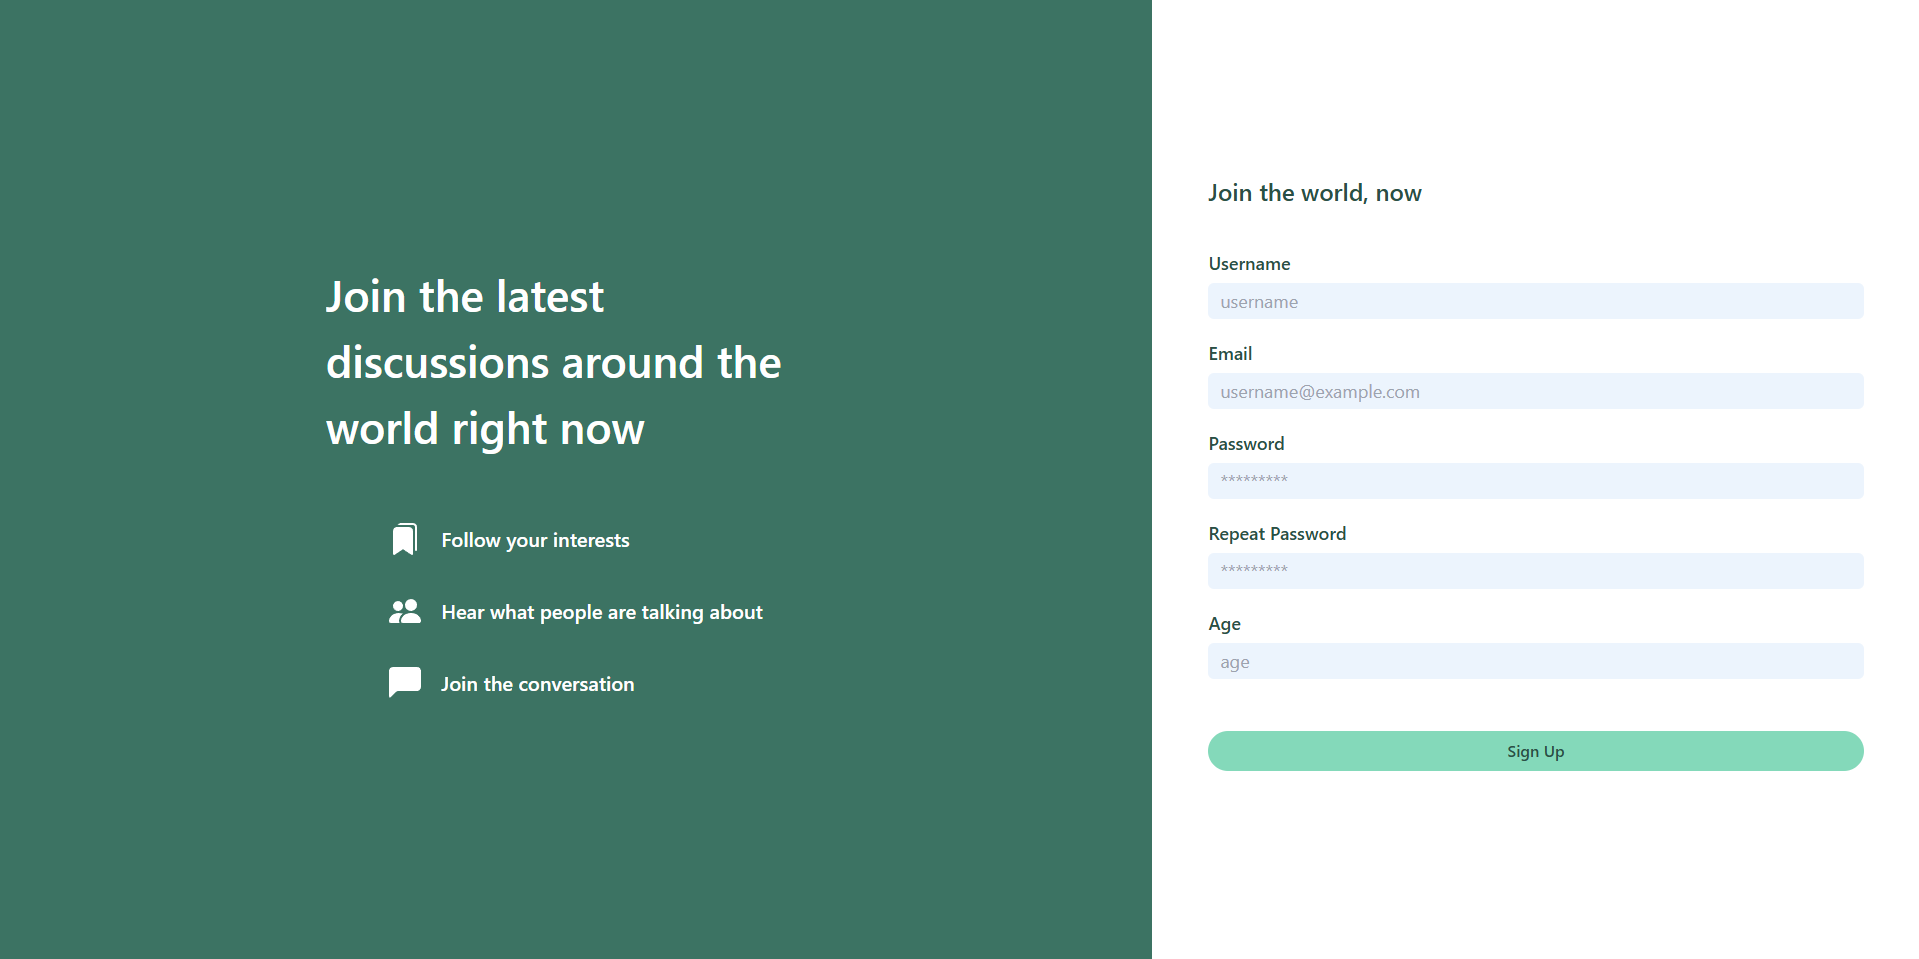 Join the latest
discussions around the
world right now
Follow your interests
Hear what people are talking about
Join the conversation
Join the world, now
Username
username
Email
username@example.com
Password
*********
Repeat Password
*********
Age
age
Sign Up